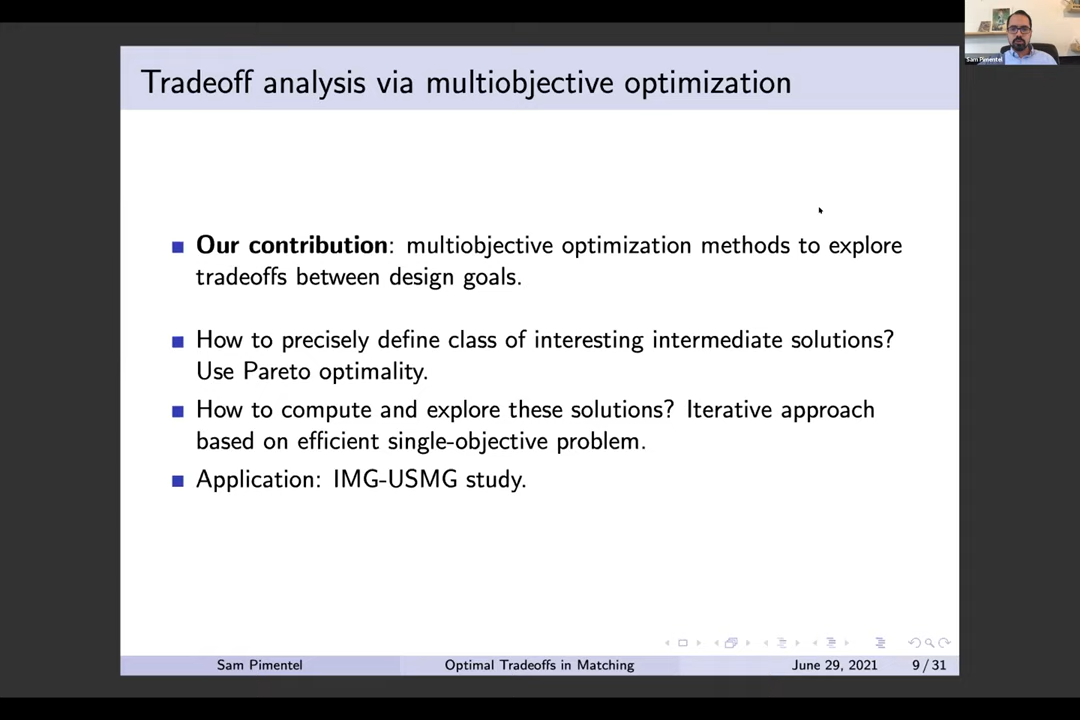 Sam Pimentel
Tradeoff analysis via multiobjective optimization
Our contribution: multiobjective optimization methods to explore
tradeoffs between design goals.
How to precisely define class of interesting intermediate solutions?
Use Pareto optimality.
How to compute and explore these solutions? Iterative approach
based on efficient single-objective problem.
Application: IMG-USMG study.
Sam Pimentel
Optimal Tradeoffs in Matching
June 29, 2021
9 / 31